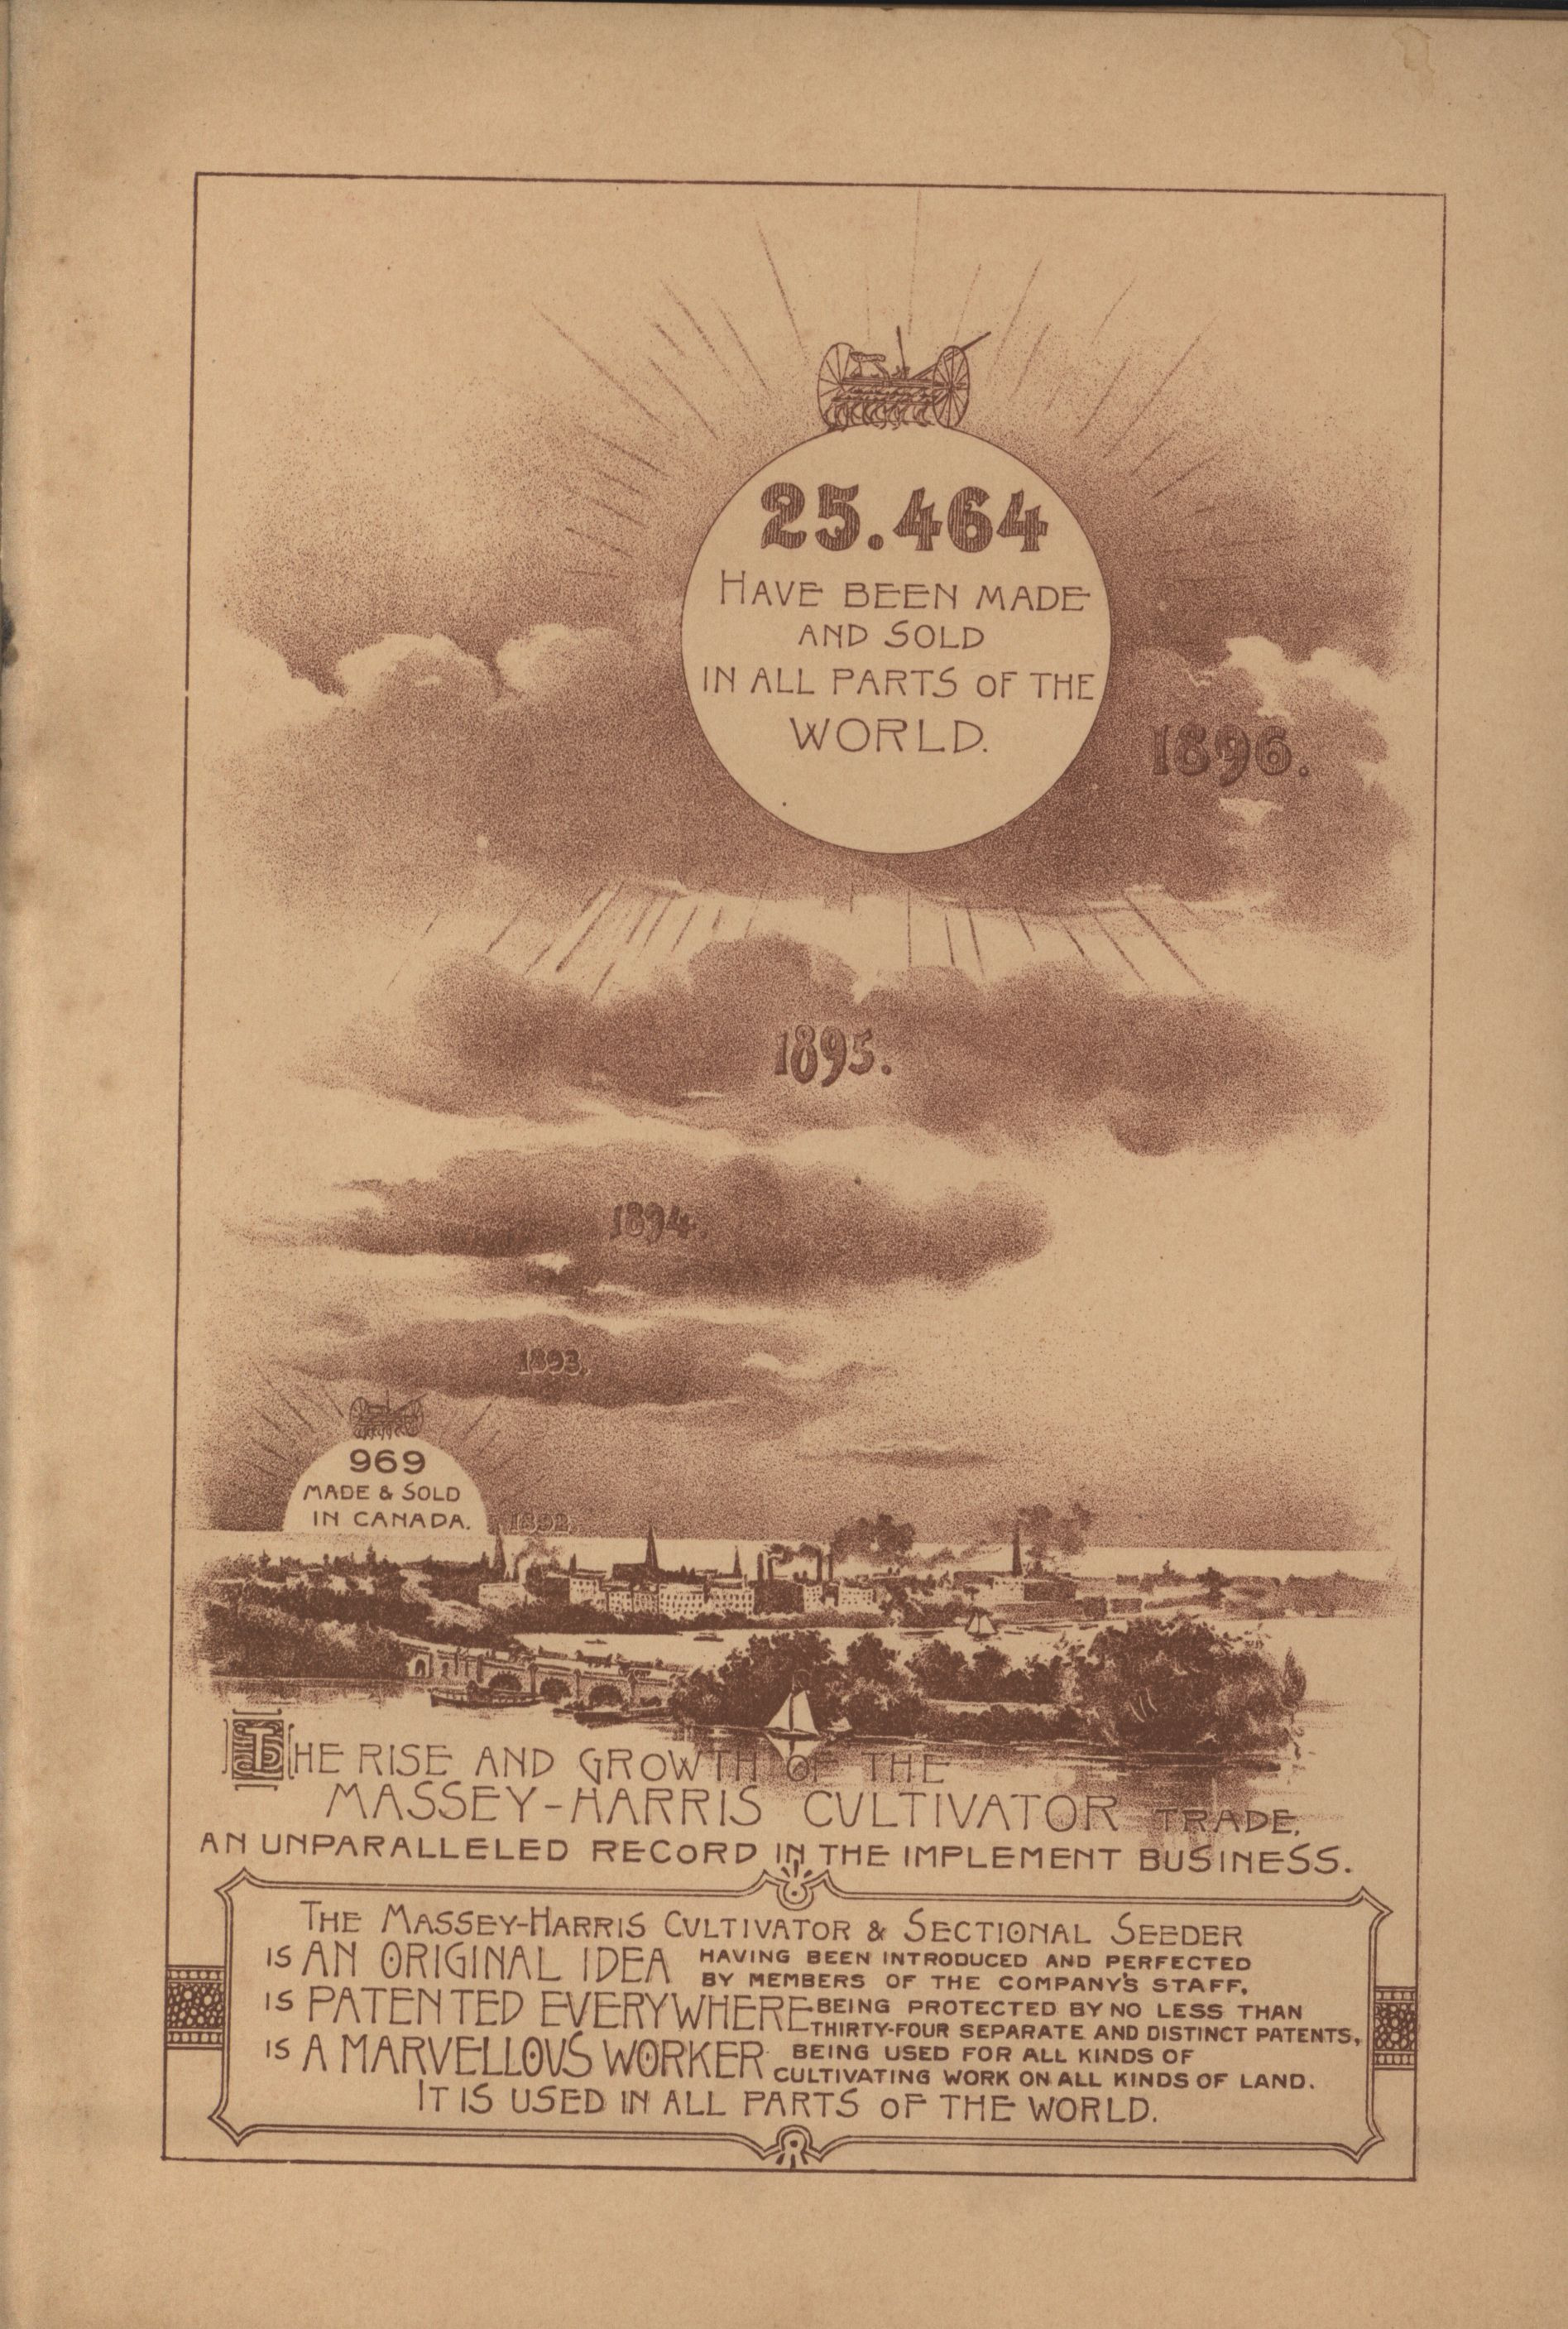 25.464
HAVE BEEN MADE
AND SOLD
IN ALL PARTS OF THE
WORLD.
1896.
1895.
1894.
1893.
969
MADE & SOLD
IN CANADA.
1892.
THE RISE AND GROWTH OF THE
MASSEY-HARRIS CULTIVATOR TRADE.
AN UNPARALLELED RECORD IN THE IMPLEMENT BUSINESS.
THE MASSEY-HARRIS CULTIVATOR & SECTIONAL SEEDER
IS AN ORIGINAL IDEA HAVING BEEN INTRODUCED AND PERFECTED
BY MEMBERS OF THE COMPANY'S STAFF.
IS PATENTED EVERYWHERE BEING PROTECTED BY NO LESS THAN
THIRTY-FOUR SEPARATE AND DISTINCT PATENTS,
IS A MARVELLOUS WORKER BEING USED FOR ALL KINDS OF
CULTIVATING WORK ON ALL KINDS OF LAND.
IT IS USED IN ALL PARTS OF THE WORLD.